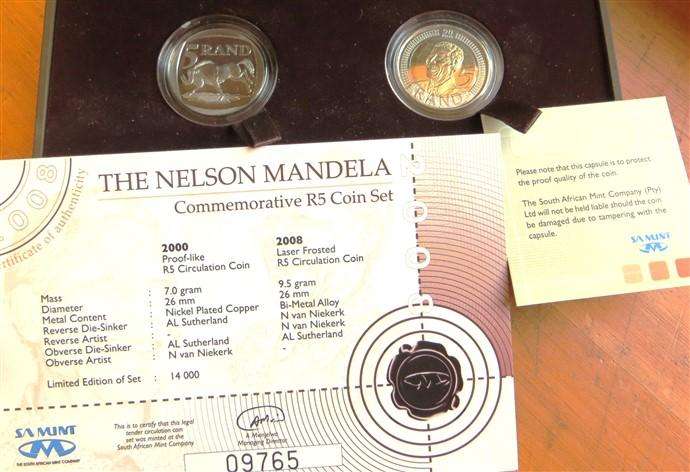 RAND
RAND
Please note that this capsule is to protect
the proof quality of the coin.
The South African Mint Company (Pty)
Ltd will not be held liable should the coin
be damaged due to tampering with the
capsule.
SA MINT
2008
Certificate of authenticity
THE NELSON MANDELA
Commemorative R5 Coin Set
2008
2000 2008
Proof-like Laser Frosted
R5 Circulation Coin R5 Circulation Coin
Mass : 7.0 gram 9.5 gram
Diameter : 26 mm 26 mm
Metal Content : Nickel Plated Copper Bi-Metal Alloy
Reverse Die-Sinker : AL Sutherland N van Niekerk
Reverse Artist : - N van Niekerk
Obverse Die-Sinker : AL Sutherland AL Sutherland
Obverse Artist : N van Niekerk -
Limited Edition of Set : 14 000
SA MINT
THE SOUTH AFRICAN MINT COMPANY
This is to certify that this legal
tender circulation coin
set was minted at the
South African Mint Company
A Managing Director
09765